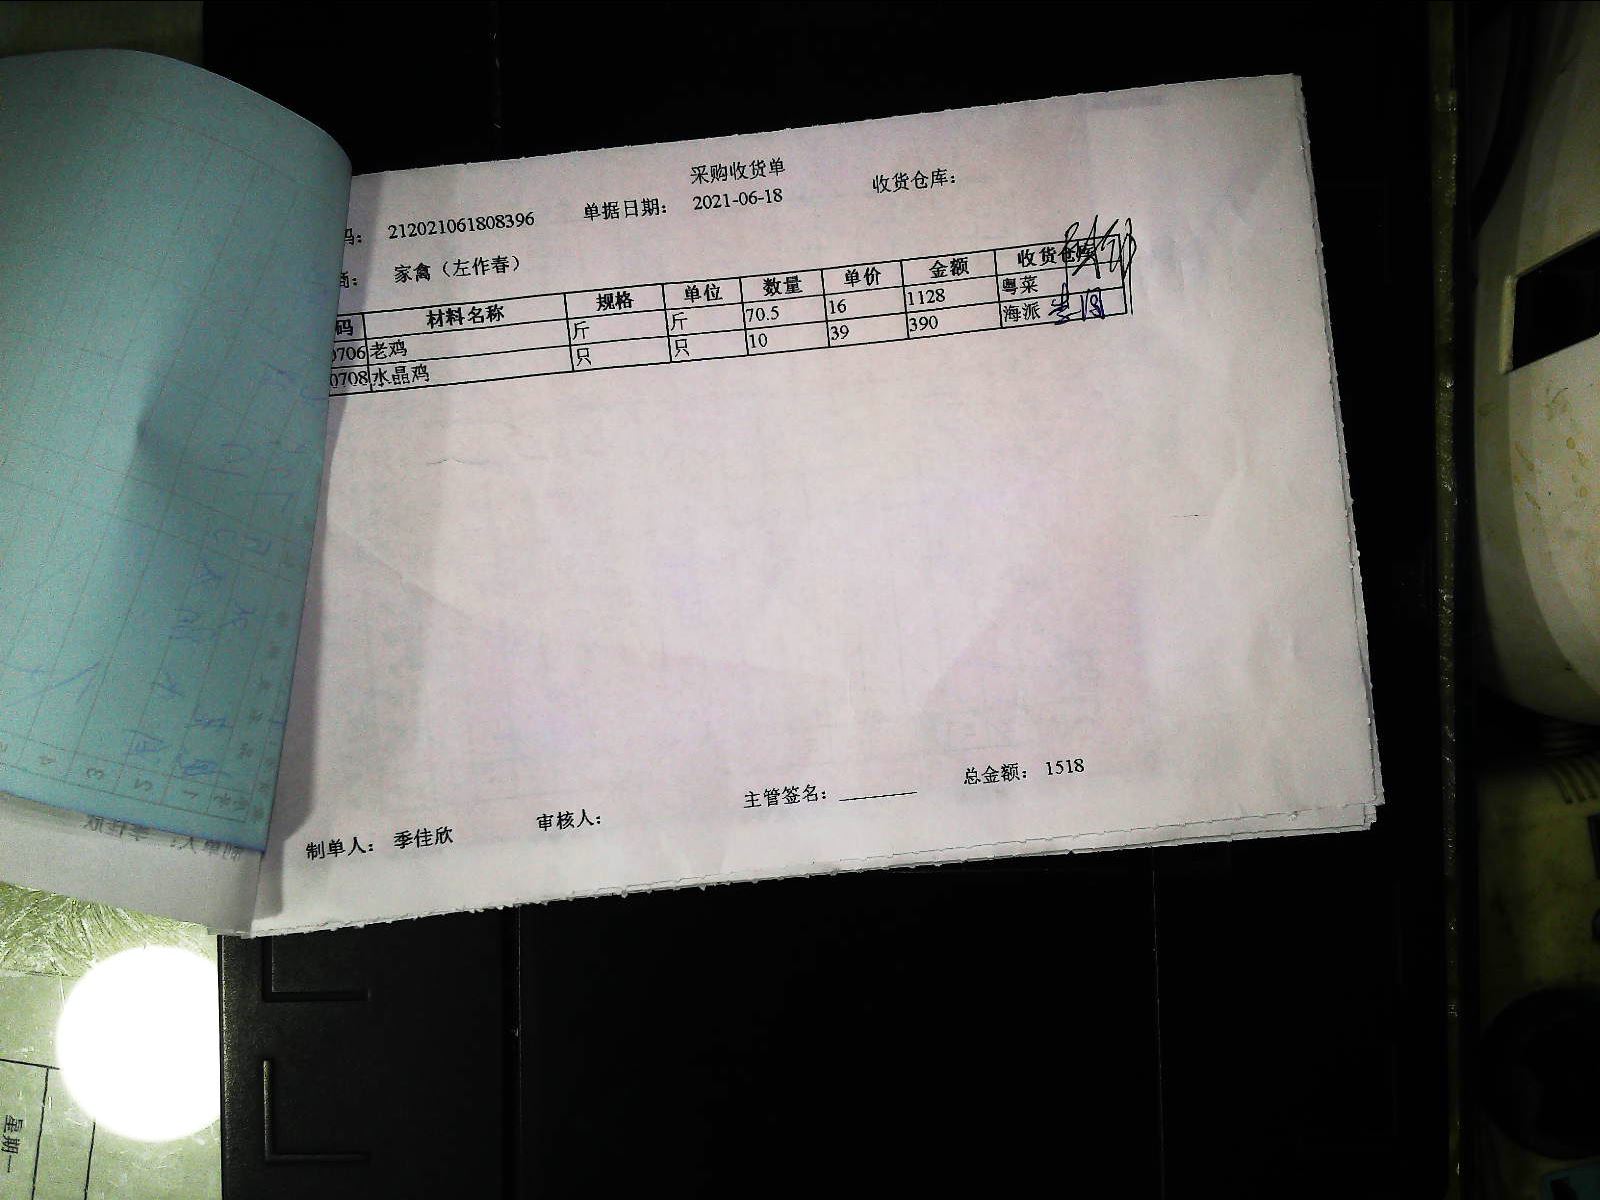 采购收货单
码： 212021061808396 单据日期： 2021-06-18 收货仓库：
商： 家禽（左作春）
码 材料名称 规格 单位 数量 单价 金额 收货仓库
0706 老鸡 斤 斤 70.5 16 1128 粤菜
0708 水晶鸡 只 只 10 39 390 海派
制单人： 季佳欣 审核人： 主管签名：________ 总金额： 1518
星期一